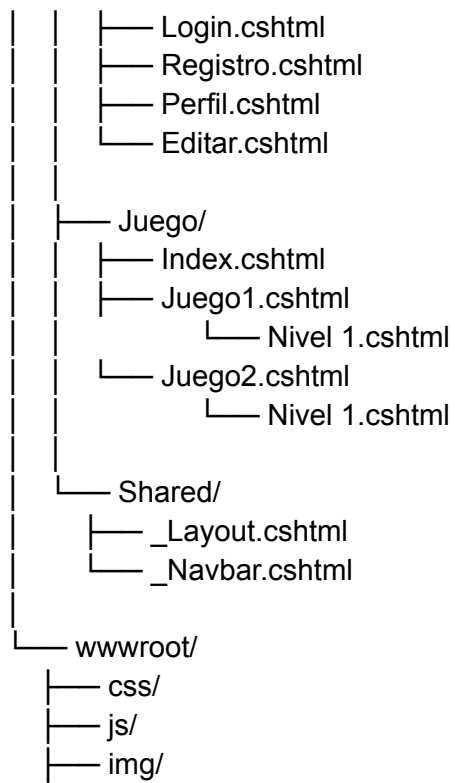 │ │ ├── Login.cshtml
│ │ ├── Registro.cshtml
│ │ ├── Perfil.cshtml
│ │ └── Editar.cshtml
│ │
│ ├── Juego/
│ │ ├── Index.cshtml
│ │ ├── Juego1.cshtml
│ │ └── Nivel 1.cshtml
│ │ └── Juego2.cshtml
│ │ └── Nivel 1.cshtml
│ │
│ └── Shared/
│ ├── _Layout.cshtml
│ └── _Navbar.cshtml
│
└── wwwroot/
├── css/
├── js/
├── img/